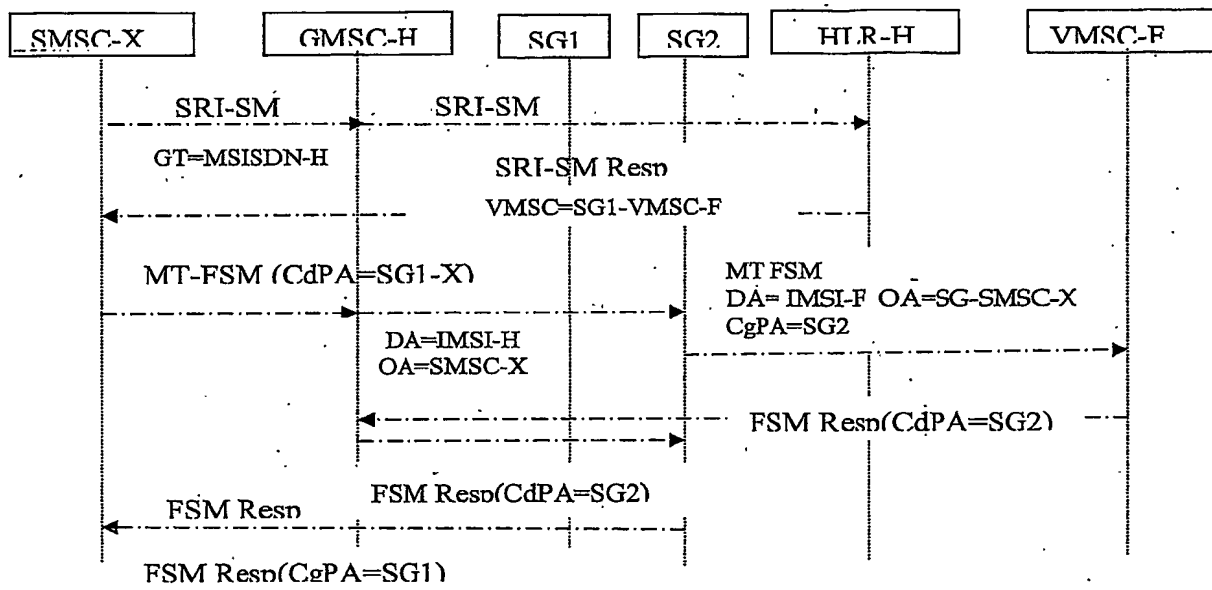 SMSC-X
GMSC-H
SG1
SG2
HLR-H
VMSC-F
SRI-SM
SRI-SM
GT=MSISDN-H
SRI-SM Resp
VMSC=SG1-VMSC-F
MT-FSM (CdPA=SG1-X)
MT FSM
DA= IMSI-F OA=SG-SMSC-X
CgPA=SG2
DA=IMSI-H
OA=SMSC-X
FSM Resp(CdPA=SG2)
FSM Resp(CdPA=SG2)
FSM Resp
FSM Resp(CgPA=SG1)